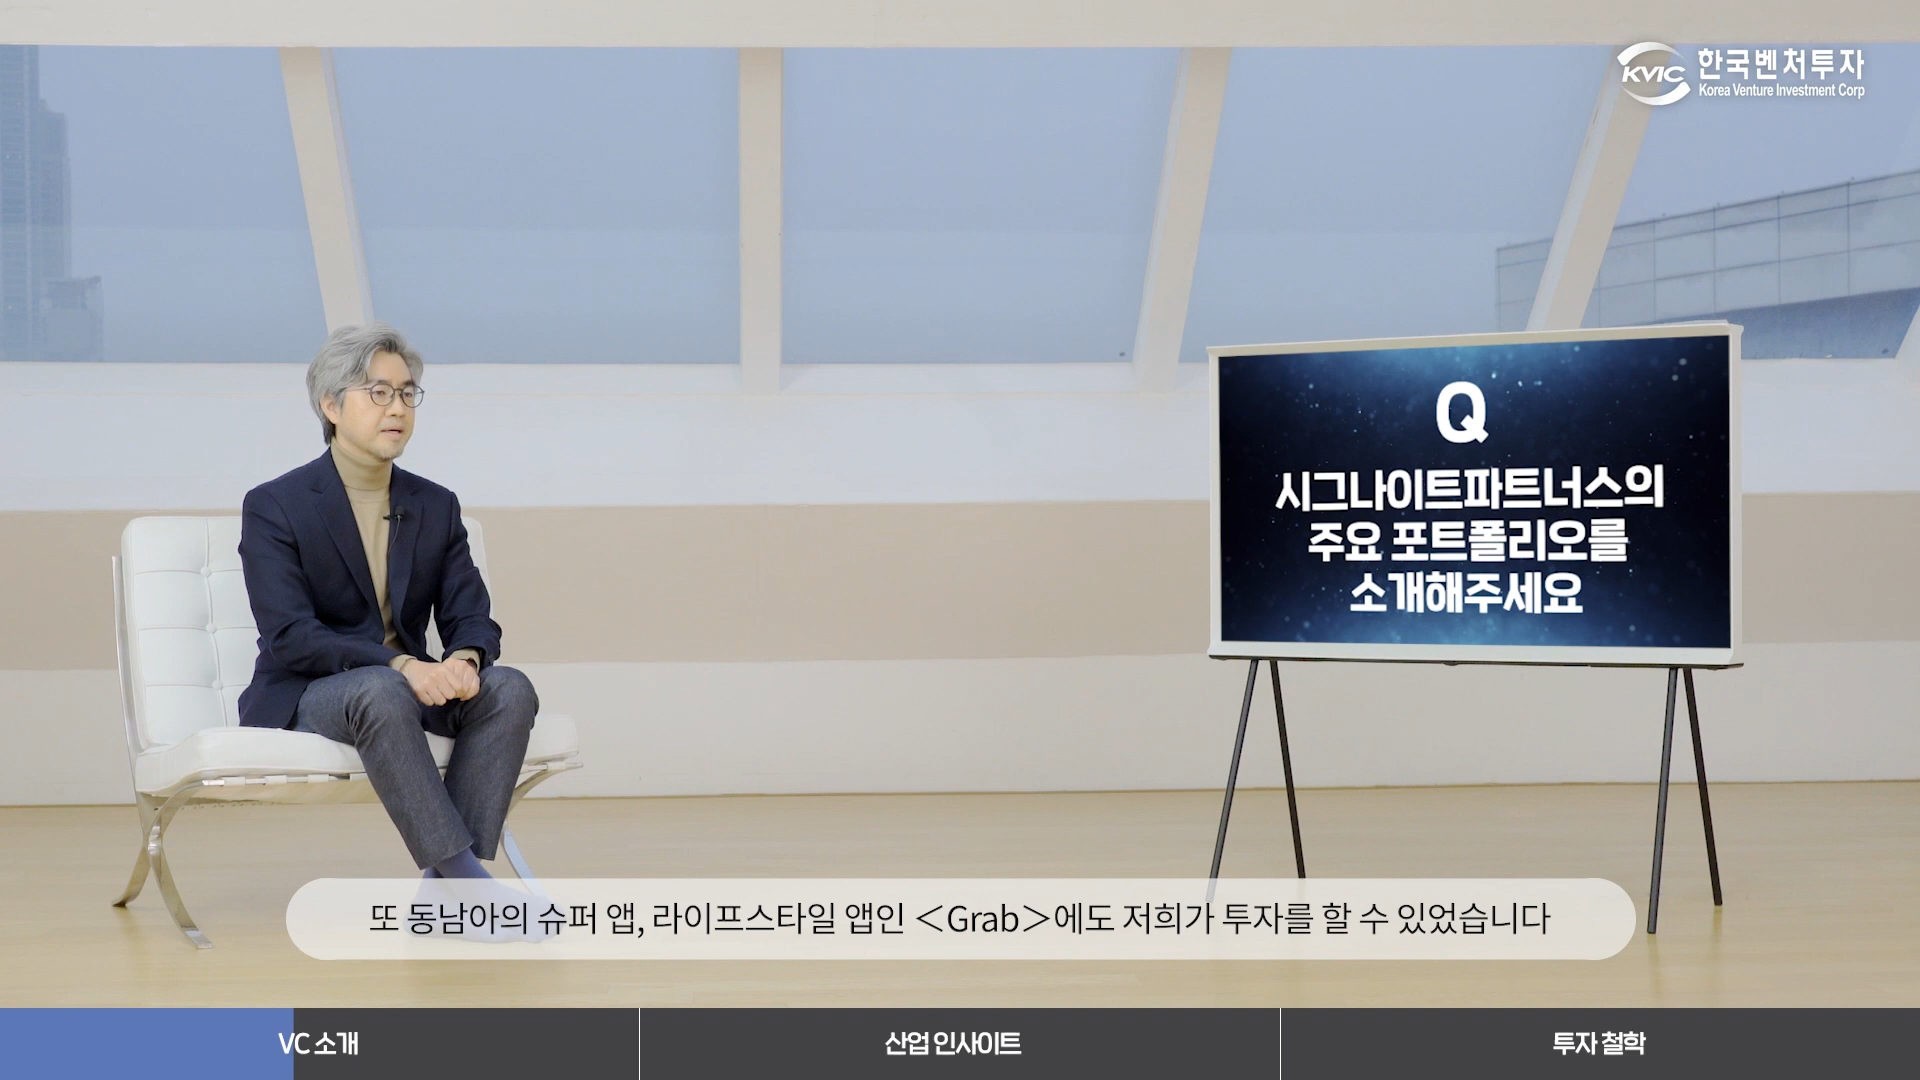 KVIC 한국벤처투자
Korea Venture Investment Corp
Q
시그나이트파트너스의
주요 포트폴리오를
소개해주세요
또 동남아의 슈퍼 앱, 라이프스타일 앱인 <Grab>에도 저희가 투자를 할 수 있었습니다
VC 소개
산업 인사이트
투자 철학